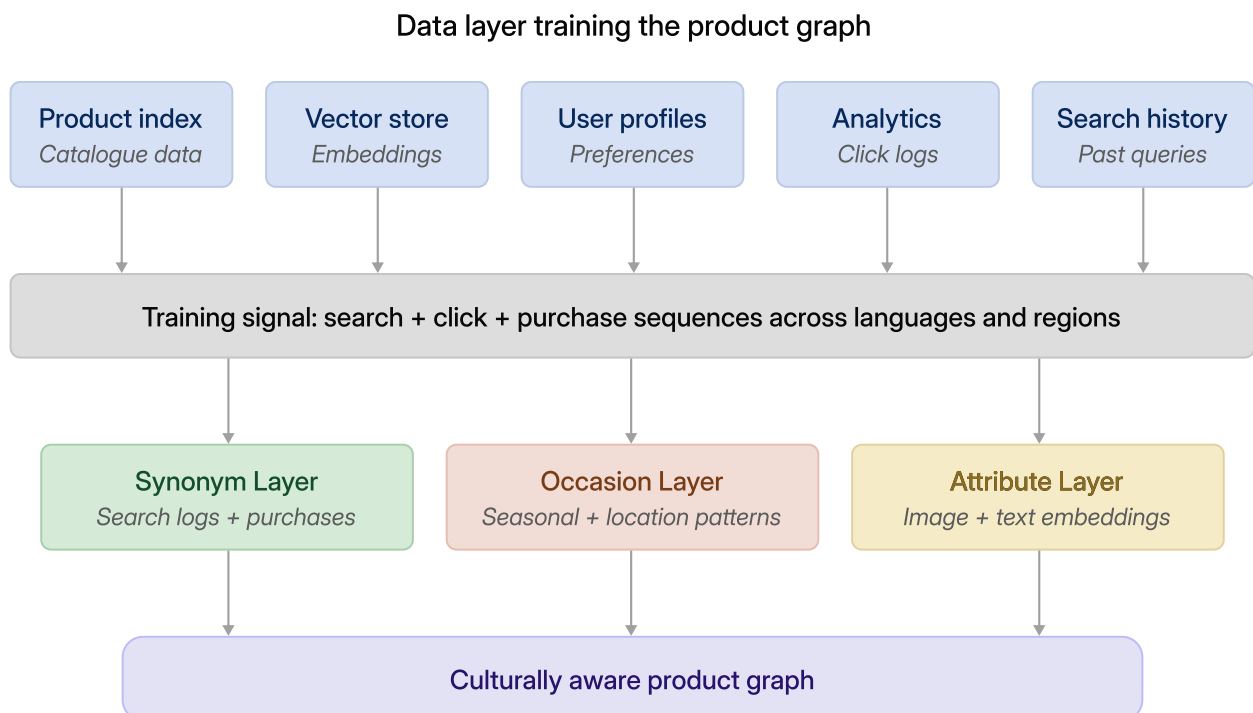 Data layer training the product graph
Product index
Catalogue data
Vector store
Embeddings
User profiles
Preferences
Analytics
Click logs
Search history
Past queries
Training signal: search + click + purchase sequences across languages and regions
Synonym Layer
Search logs + purchases
Occasion Layer
Seasonal + location patterns
Attribute Layer
Image + text embeddings
Culturally aware product graph